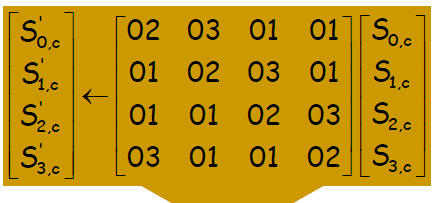 S'0,c 02 03 01 01 S0,c
S'1,c 01 02 03 01 S1,c
S'2,c ← 01 01 02 03 S2,c
S'3,c 03 01 01 02 S3,c